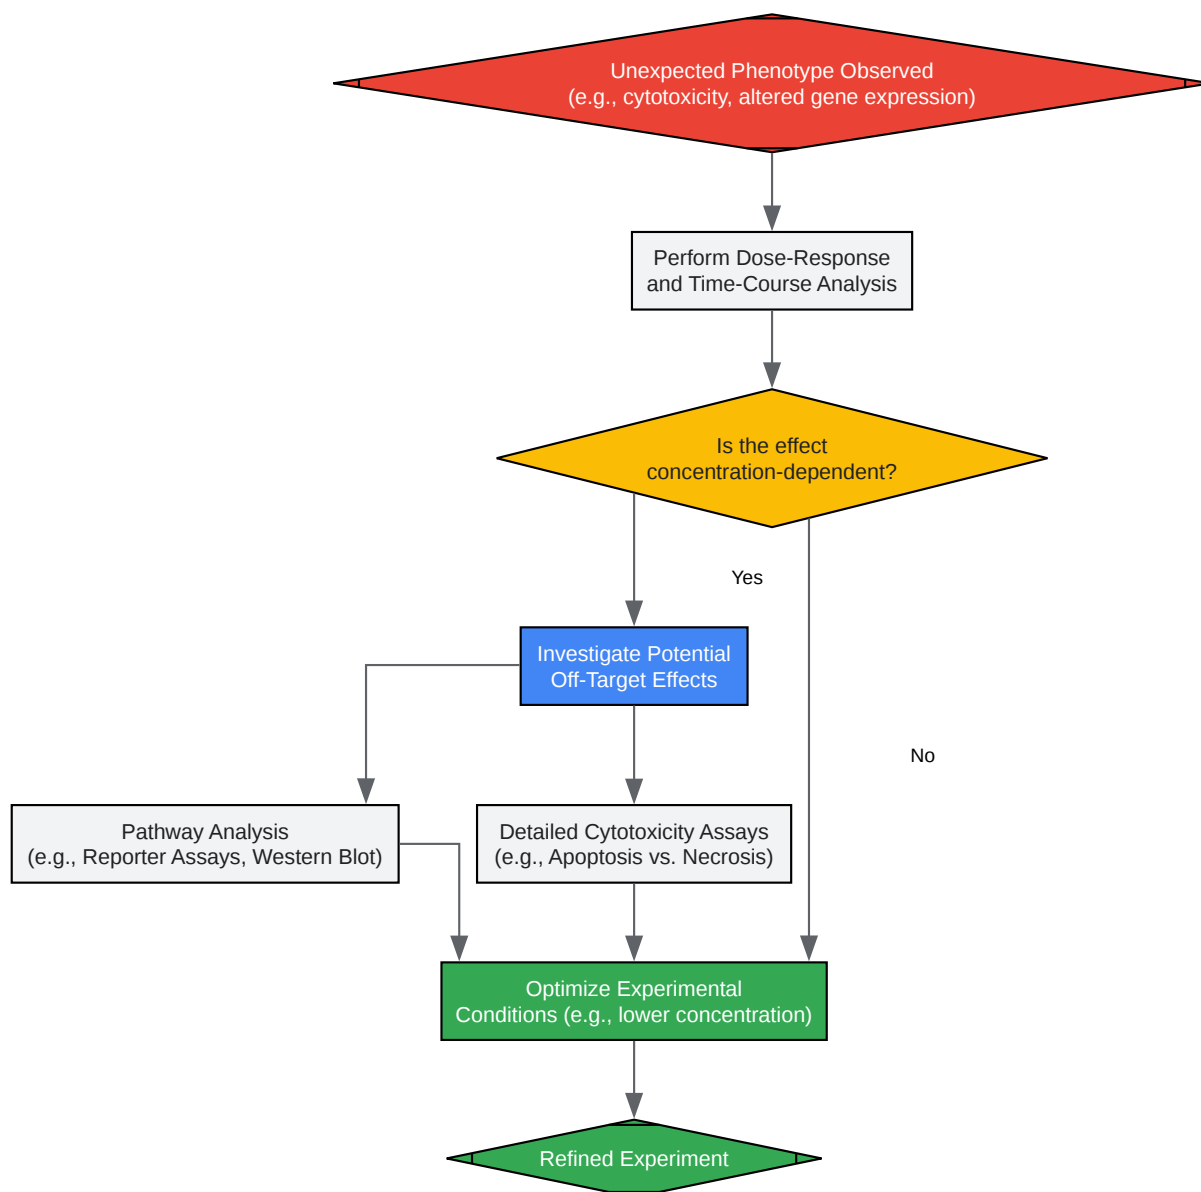 Unexpected Phenotype Observed
(e.g., cytotoxicity, altered gene expression)
Perform Dose-Response
and Time-Course Analysis
Is the effect
concentration-dependent?
Yes
Investigate Potential
Off-Target Effects
No
Pathway Analysis
(e.g., Reporter Assays, Western Blot)
Detailed Cytotoxicity Assays
(e.g., Apoptosis vs. Necrosis)
Optimize Experimental
Conditions (e.g., lower concentration)
Refined Experiment